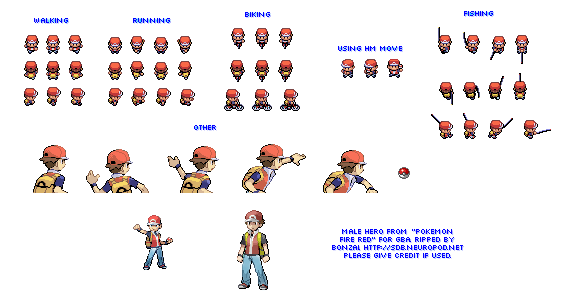 WALKING
RUNNING
BIKING
FISHING
USING HM MOVE
OTHER
MALE HERO FROM "POKEMON
FIRE RED" FOR GBA. RIPPED BY
BONZAI. HTTP://SDB.NEUROPOD.NET
PLEASE GIVE CREDIT IF USED.